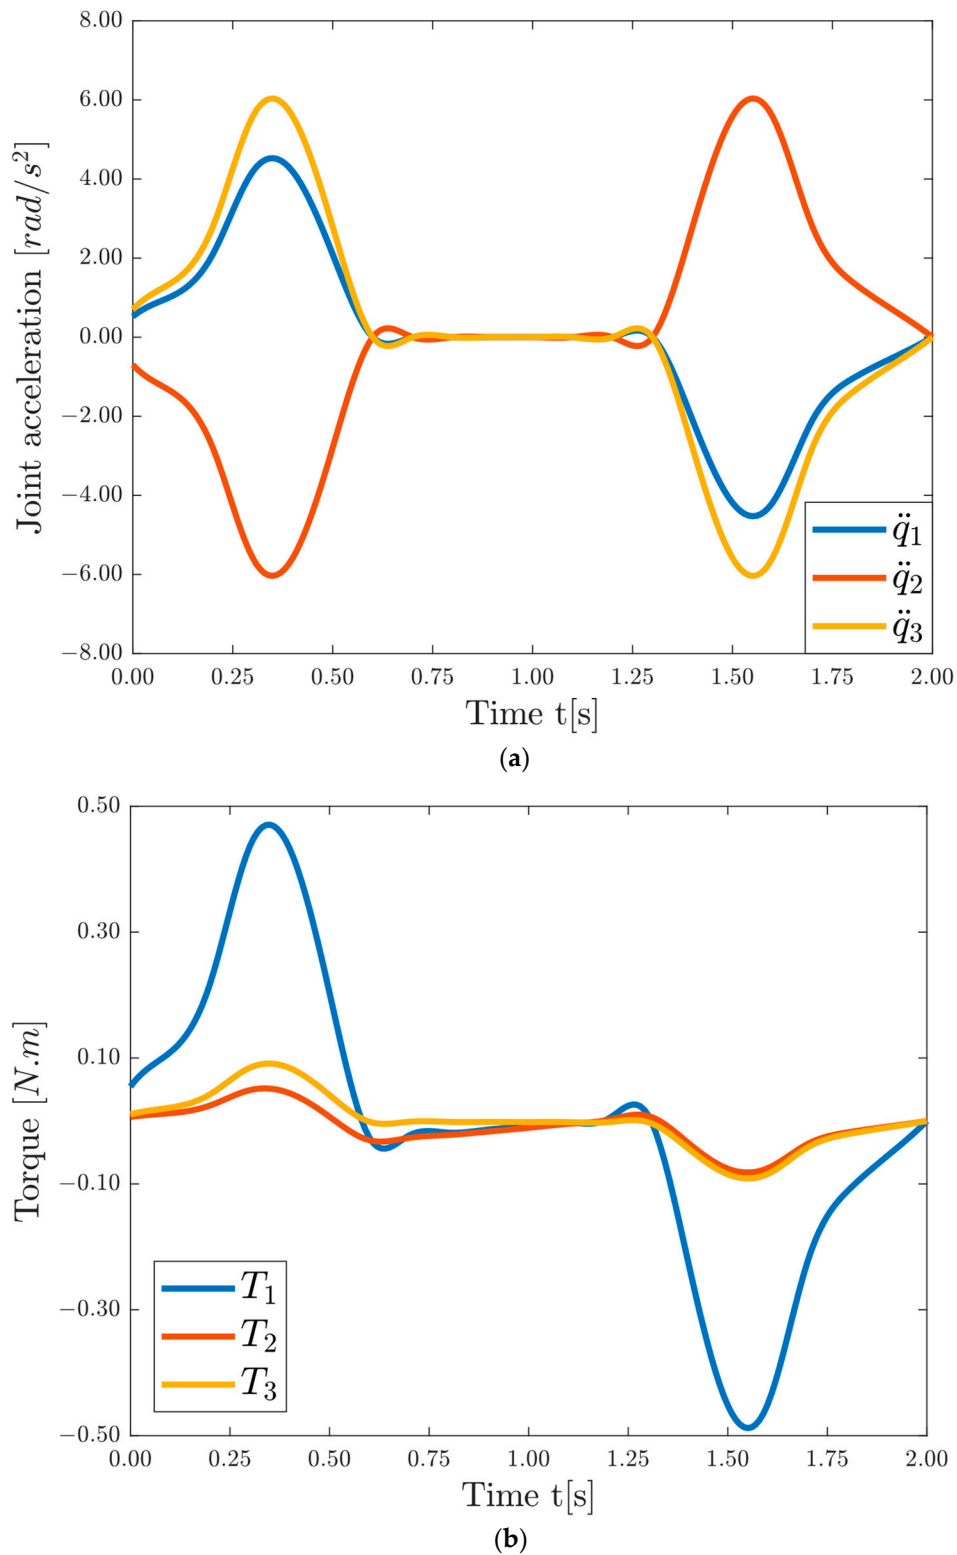 8.00
6.00
4.00
2.00
0.00
−2.00
−4.00
−6.00
−8.00
Joint acceleration [rad/s²]
q̈₁
q̈₂
q̈₃
0.00 0.25 0.50 0.75 1.00 1.25 1.50 1.75 2.00
Time t[s]
(a)
0.50
0.30
0.10
−0.10
−0.30
−0.50
Torque [N.m]
T₁
T₂
T₃
0.00 0.25 0.50 0.75 1.00 1.25 1.50 1.75 2.00
Time t[s]
(b)